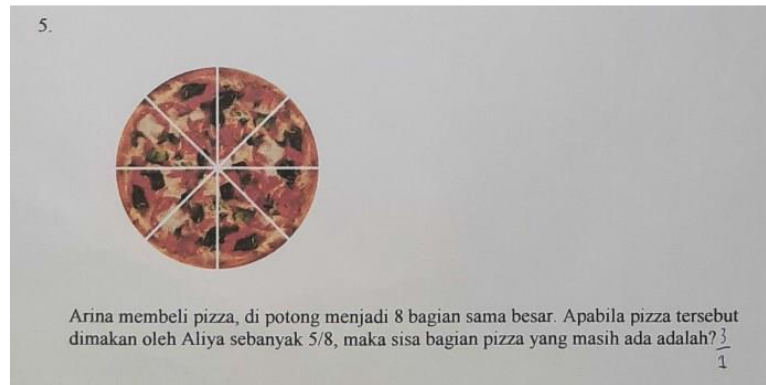 5.
Arina membeli pizza, di potong menjadi 8 bagian sama besar. Apabila pizza tersebut
dimakan oleh Aliya sebanyak 5/8, maka sisa bagian pizza yang masih ada adalah? 3/1